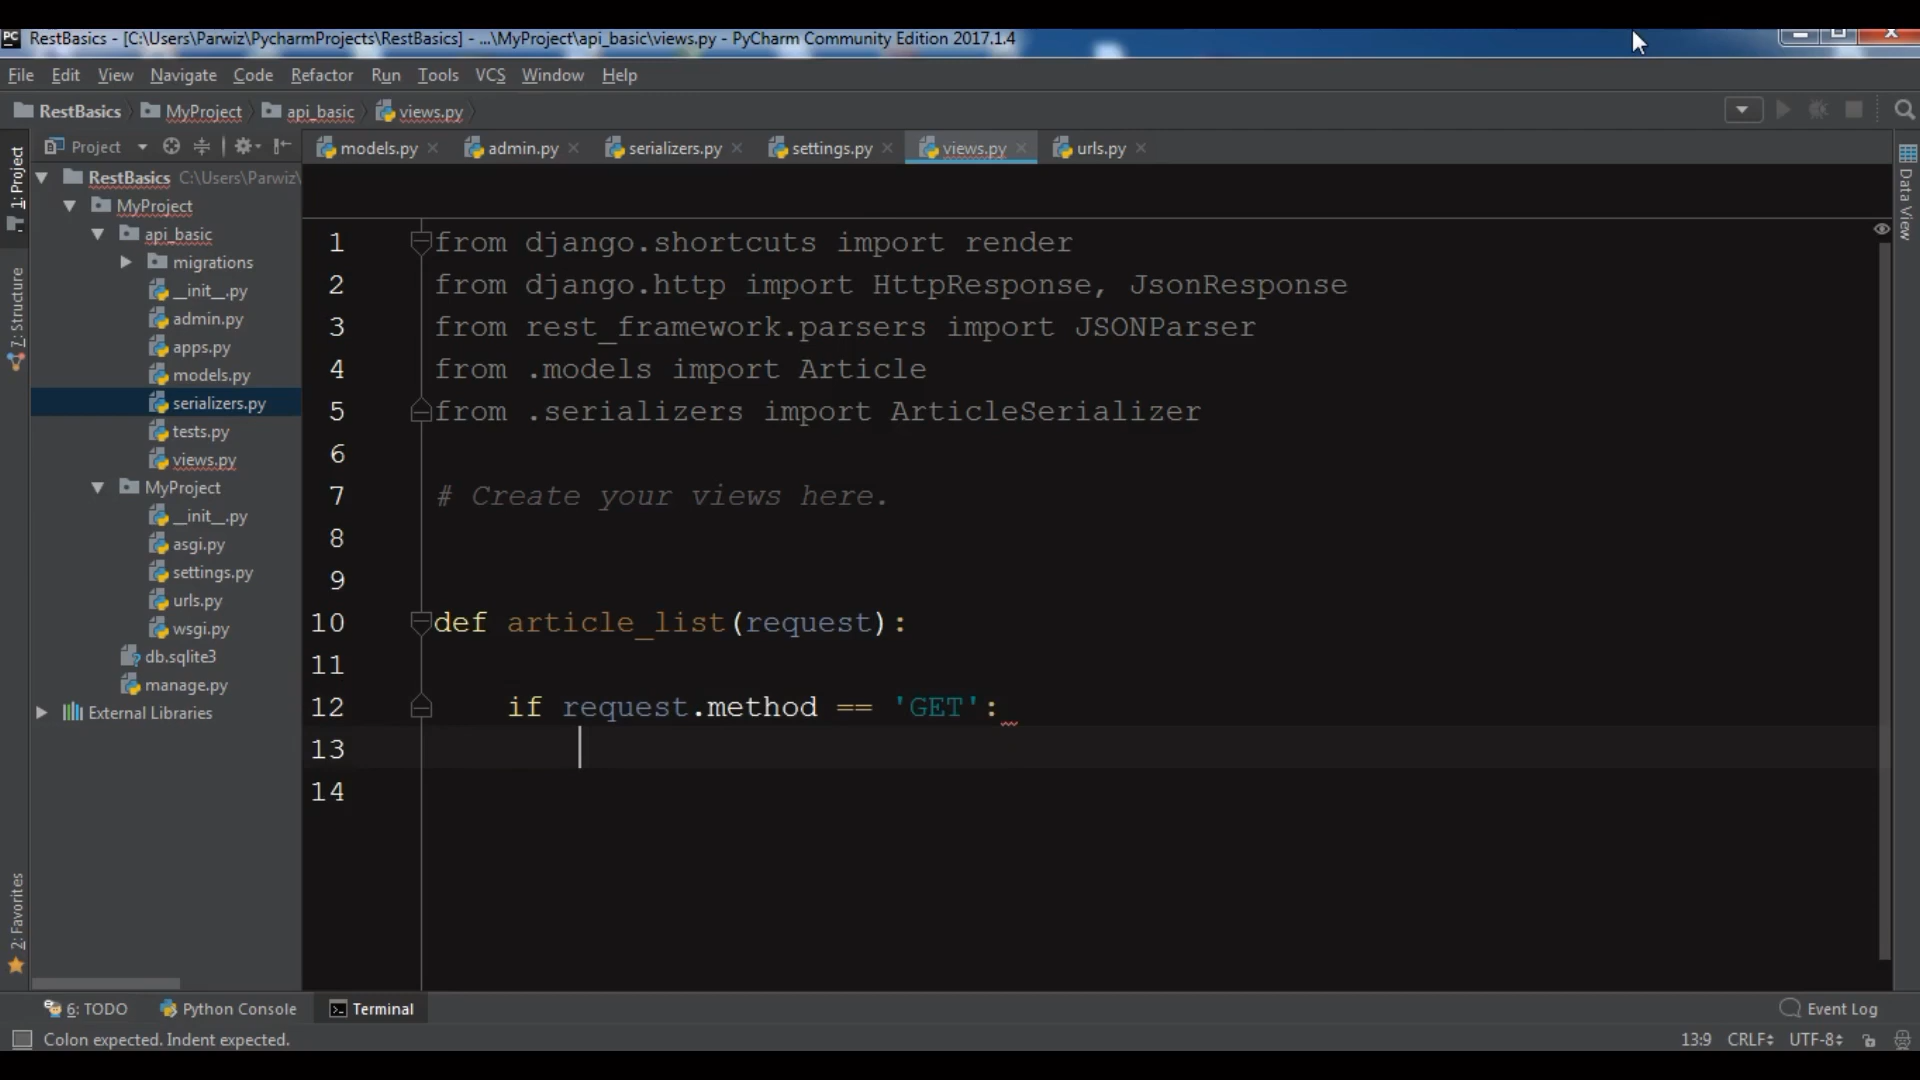 RestBasics - [C:\Users\Parwiz\PycharmProjects\RestBasics] - ...\MyProject\api_basic\views.py - PyCharm Community Edition 2017.1.4
File Edit View Navigate Code Refactor Run Tools VCS Window Help
RestBasics MyProject api_basic views.py
Project
models.py admin.py serializers.py settings.py views.py urls.py
1: Project
7: Structure
2: Favorites
RestBasics C:\Users\Parwiz\
MyProject
api_basic
migrations
__init__.py
admin.py
apps.py
models.py
serializers.py
tests.py
views.py
MyProject
__init__.py
asgi.py
settings.py
urls.py
wsgi.py
db.sqlite3
manage.py
External Libraries
1 from django.shortcuts import render
2 from django.http import HttpResponse, JsonResponse
3 from rest_framework.parsers import JSONParser
4 from .models import Article
5 from .serializers import ArticleSerializer
6
7 # Create your views here.
8
9
10 def article_list(request):
11
12 if request.method == 'GET':
13
14
Data View
6: TODO Python Console Terminal Event Log
Colon expected. Indent expected. 13:9 CRLF UTF-8